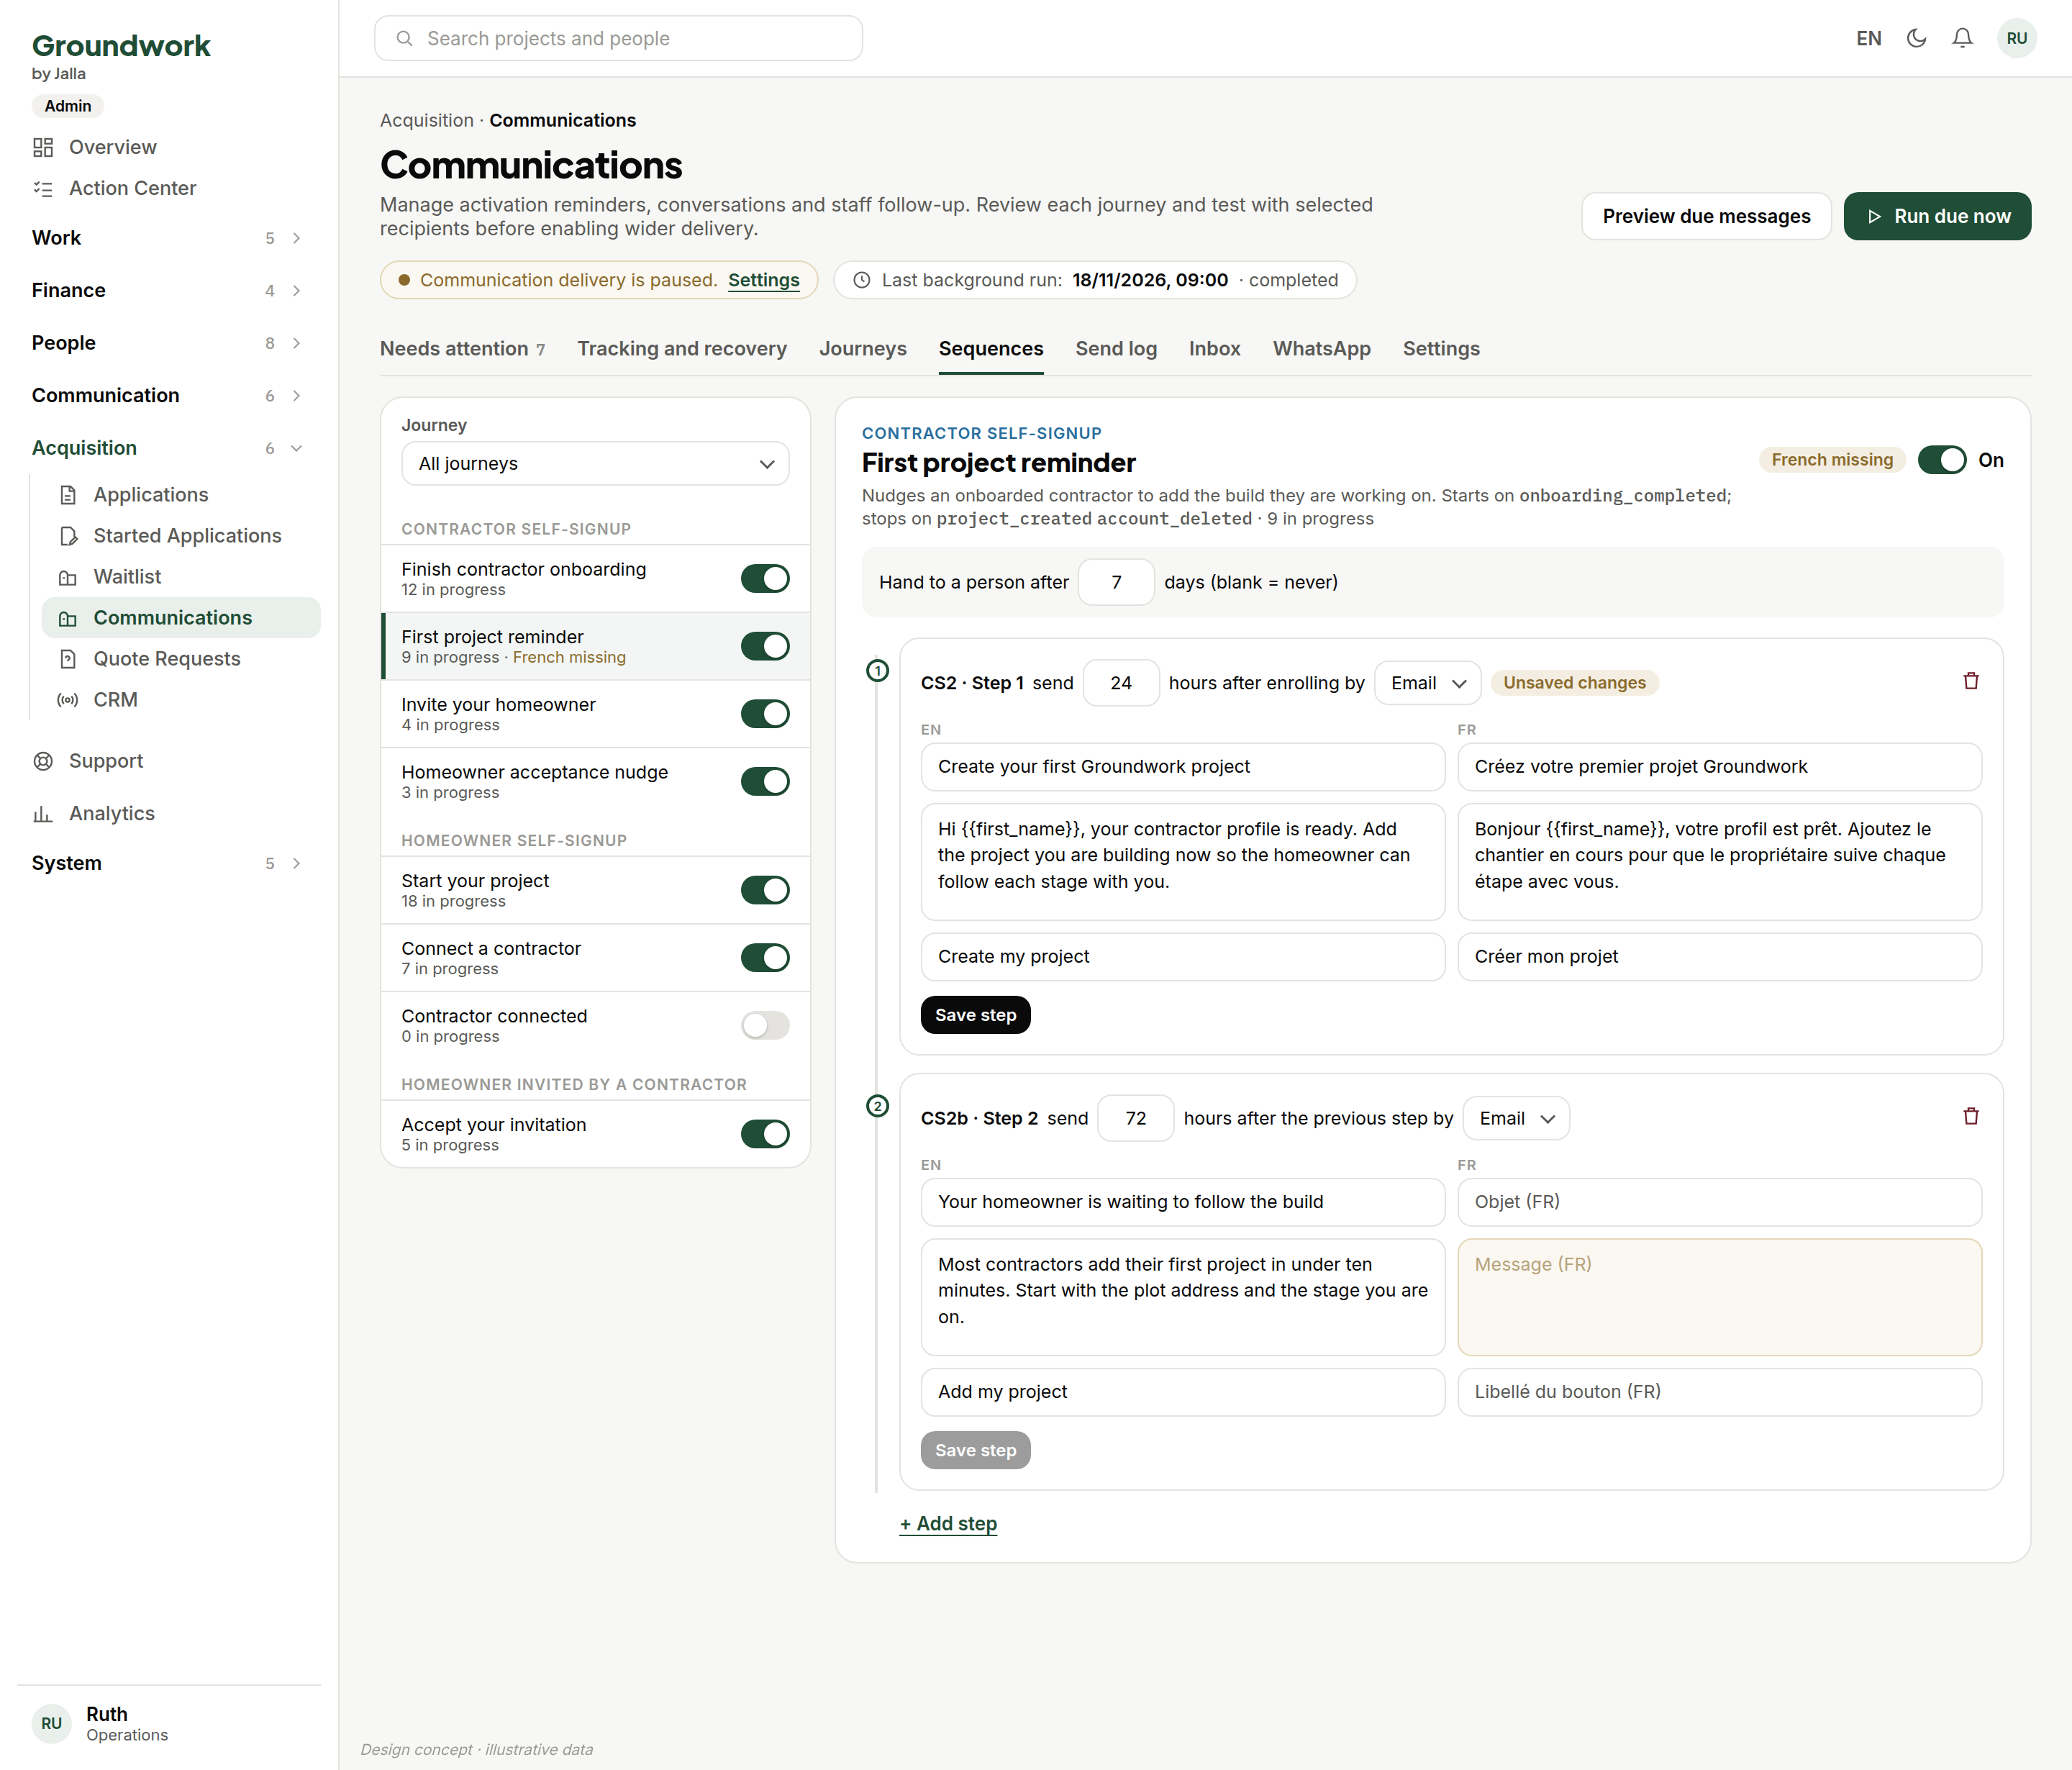 Groundwork
by Jalla
Admin
Overview
Action Center
Work 5
Finance 4
People 8
Communication 6
Acquisition 6
Applications
Started Applications
Waitlist
Communications
Quote Requests
CRM
Support
Analytics
System 5
RU
Ruth
Operations
Search projects and people
EN
RU
Acquisition · Communications
Communications
Manage activation reminders, conversations and staff follow-up. Review each journey and test with selected
recipients before enabling wider delivery.
Preview due messages
Run due now
Communication delivery is paused. Settings
Last background run: 18/11/2026, 09:00 · completed
Needs attention 7
Tracking and recovery
Journeys
Sequences
Send log
Inbox
WhatsApp
Settings
Journey
All journeys
CONTRACTOR SELF-SIGNUP
Finish contractor onboarding
12 in progress
First project reminder
9 in progress · French missing
Invite your homeowner
4 in progress
Homeowner acceptance nudge
3 in progress
HOMEOWNER SELF-SIGNUP
Start your project
18 in progress
Connect a contractor
7 in progress
Contractor connected
0 in progress
HOMEOWNER INVITED BY A CONTRACTOR
Accept your invitation
5 in progress
CONTRACTOR SELF-SIGNUP
First project reminder
French missing
On
Nudges an onboarded contractor to add the build they are working on. Starts on onboarding_completed;
stops on project_created account_deleted · 9 in progress
Hand to a person after 7 days (blank = never)
1
CS2 · Step 1 send 24 hours after enrolling by Email Unsaved changes
EN
Create your first Groundwork project
Hi {{first_name}}, your contractor profile is ready. Add
the project you are building now so the homeowner can
follow each stage with you.
Create my project
FR
Créez votre premier projet Groundwork
Bonjour {{first_name}}, votre profil est prêt. Ajoutez le
chantier en cours pour que le propriétaire suive chaque
étape avec vous.
Créer mon projet
Save step
2
CS2b · Step 2 send 72 hours after the previous step by Email
EN
Your homeowner is waiting to follow the build
Most contractors add their first project in under ten
minutes. Start with the plot address and the stage you are
on.
Add my project
FR
Objet (FR)
Message (FR)
Libellé du bouton (FR)
Save step
+ Add step
Design concept · illustrative data